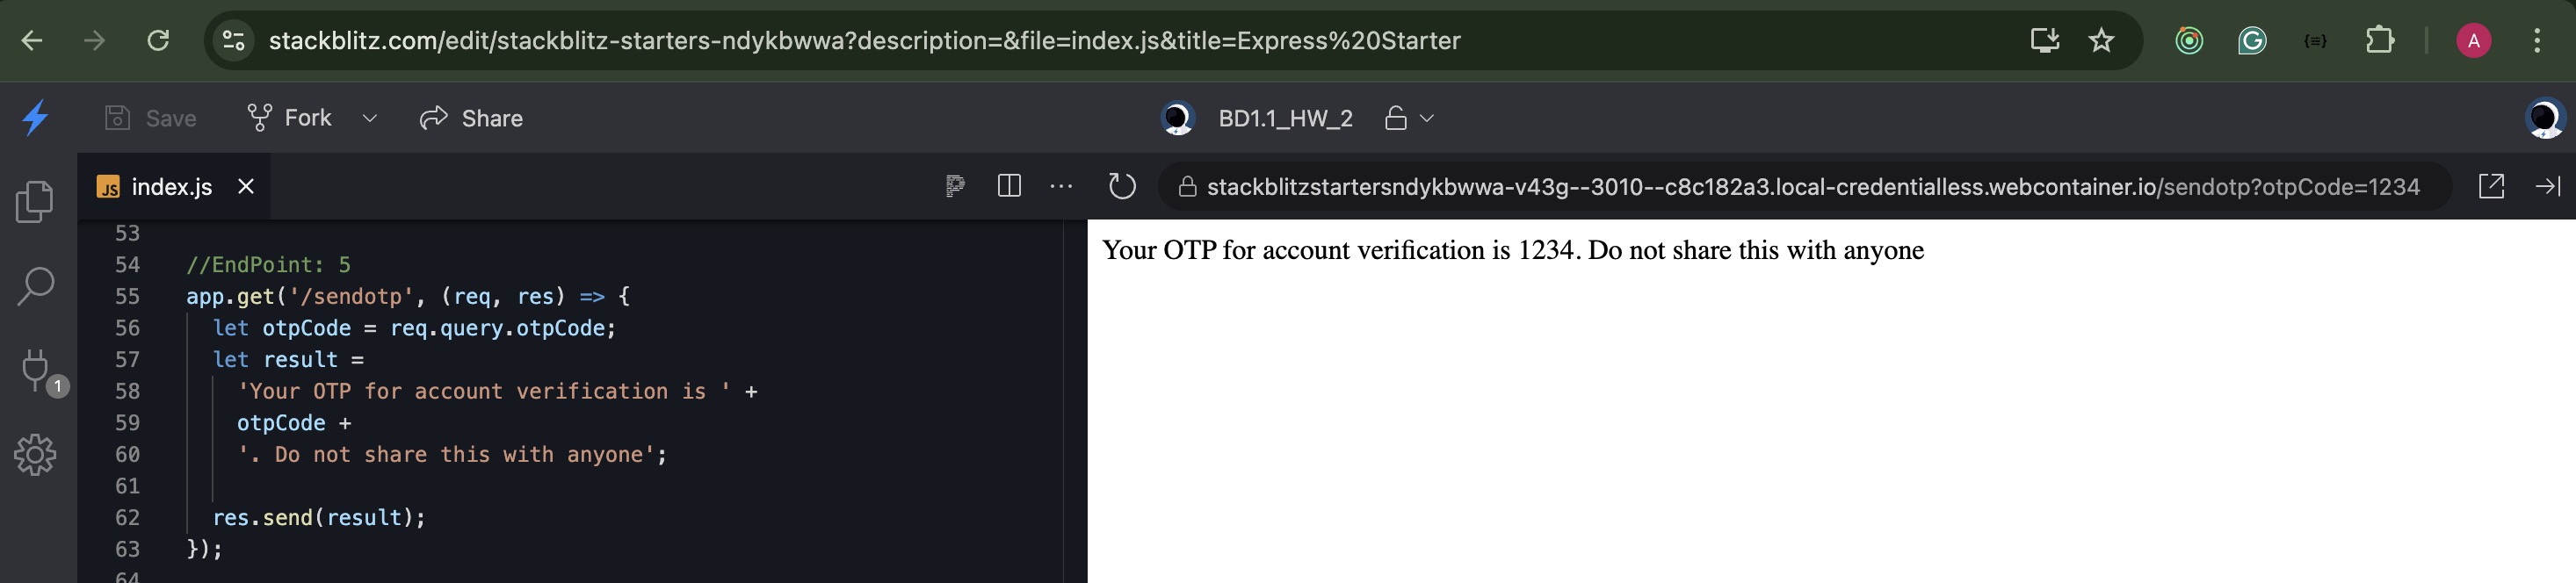 stackblitz.com/edit/stackblitz-starters-ndykbwwa?description=&file=index.js&title=Express%20Starter
A
Save
Fork
Share
BD1.1_HW_2
JS index.js
stackblitzstartersndykbwwa-v43g--3010--c8c182a3.local-credentialless.webcontainer.io/sendotp?otpCode=1234
1
53
54 //EndPoint: 5
55 app.get('/sendotp', (req, res) => {
56 let otpCode = req.query.otpCode;
57 let result =
58 'Your OTP for account verification is ' +
59 otpCode +
60 '. Do not share this with anyone';
61
62 res.send(result);
63 });
64
Your OTP for account verification is 1234. Do not share this with anyone